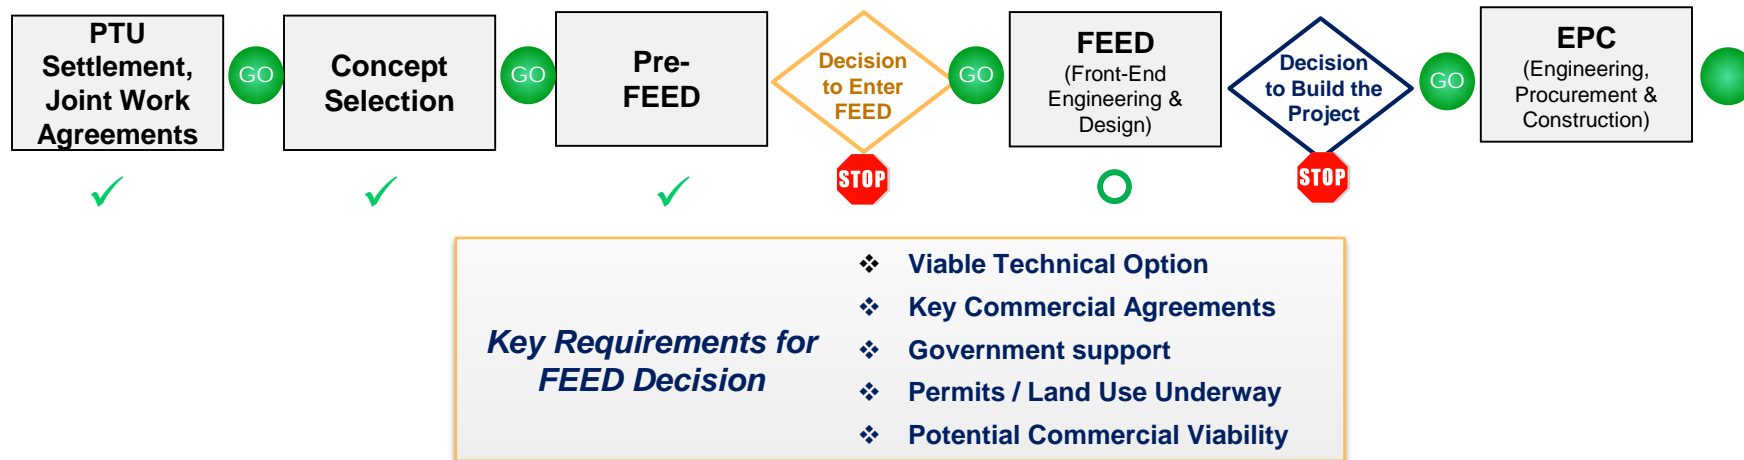 PTU
Settlement,
Joint Work
Agreements
GO
Concept
Selection
GO
Pre-
FEED
Decision
to Enter
FEED
STOP
GO
FEED
(Front-End
Engineering &
Design)
Decision
to Build the
Project
STOP
GO
EPC
(Engineering,
Procurement &
Construction)
Key Requirements for
FEED Decision
Viable Technical Option
Key Commercial Agreements
Government support
Permits / Land Use Underway
Potential Commercial Viability